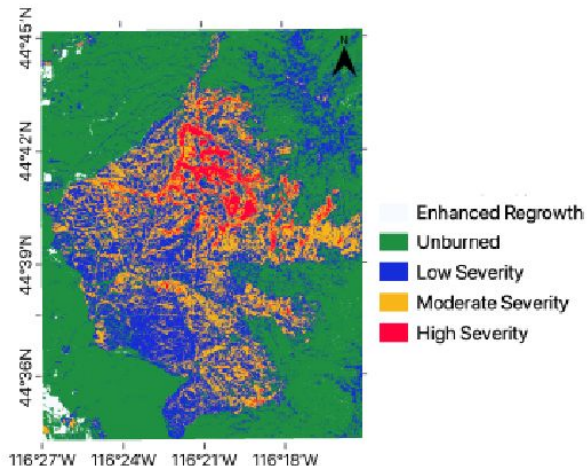 44°45'N
44°42'N
44°39'N
44°36'N
N
116°27'W 116°24'W 116°21'W 116°18'W
Enhanced Regrowth
Unburned
Low Severity
Moderate Severity
High Severity